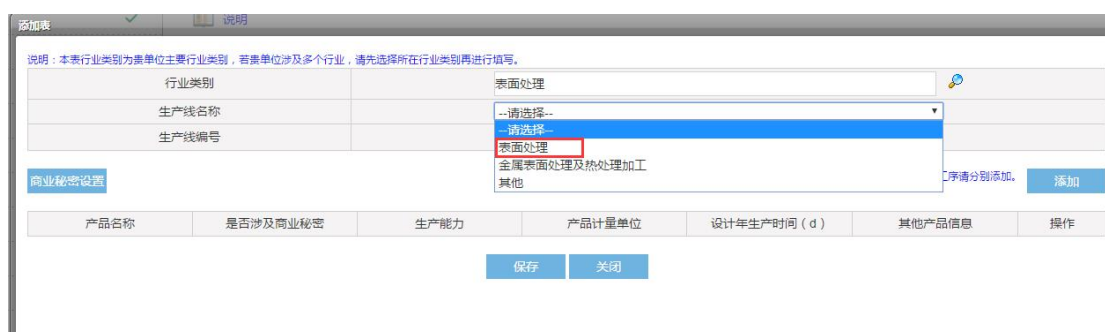 添加表
说明
说明：本表行业类别为贵单位主要行业类别，若贵单位涉及多个行业，请先选择所在行业类别再进行填写。
行业类别 表面处理
生产线名称 --请选择--
--请选择--
生产线编号
表面处理
金属表面处理及热处理加工
其他
商业秘密设置 工序请分别添加。 添加
产品名称 是否涉及商业秘密 生产能力 产品计量单位 设计年生产时间（d） 其他产品信息 操作
保存 关闭